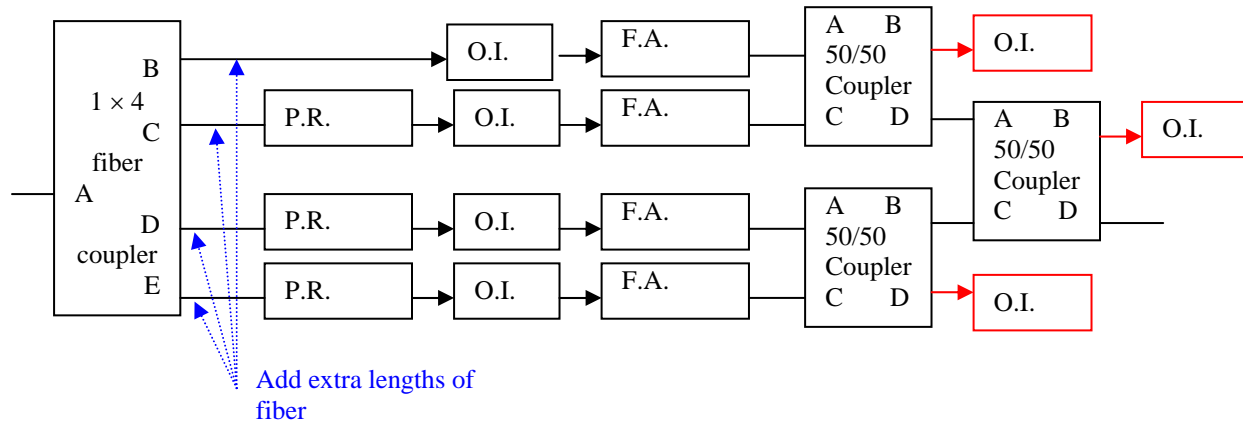 B
1 × 4
C
fiber
A
D
coupler
E
O.I.
F.A.
A B
50/50
Coupler
C D
O.I.
P.R.
O.I.
F.A.
A B
50/50
Coupler
C D
O.I.
P.R.
O.I.
F.A.
A B
50/50
Coupler
C D
P.R.
O.I.
F.A.
O.I.
Add extra lengths of
fiber